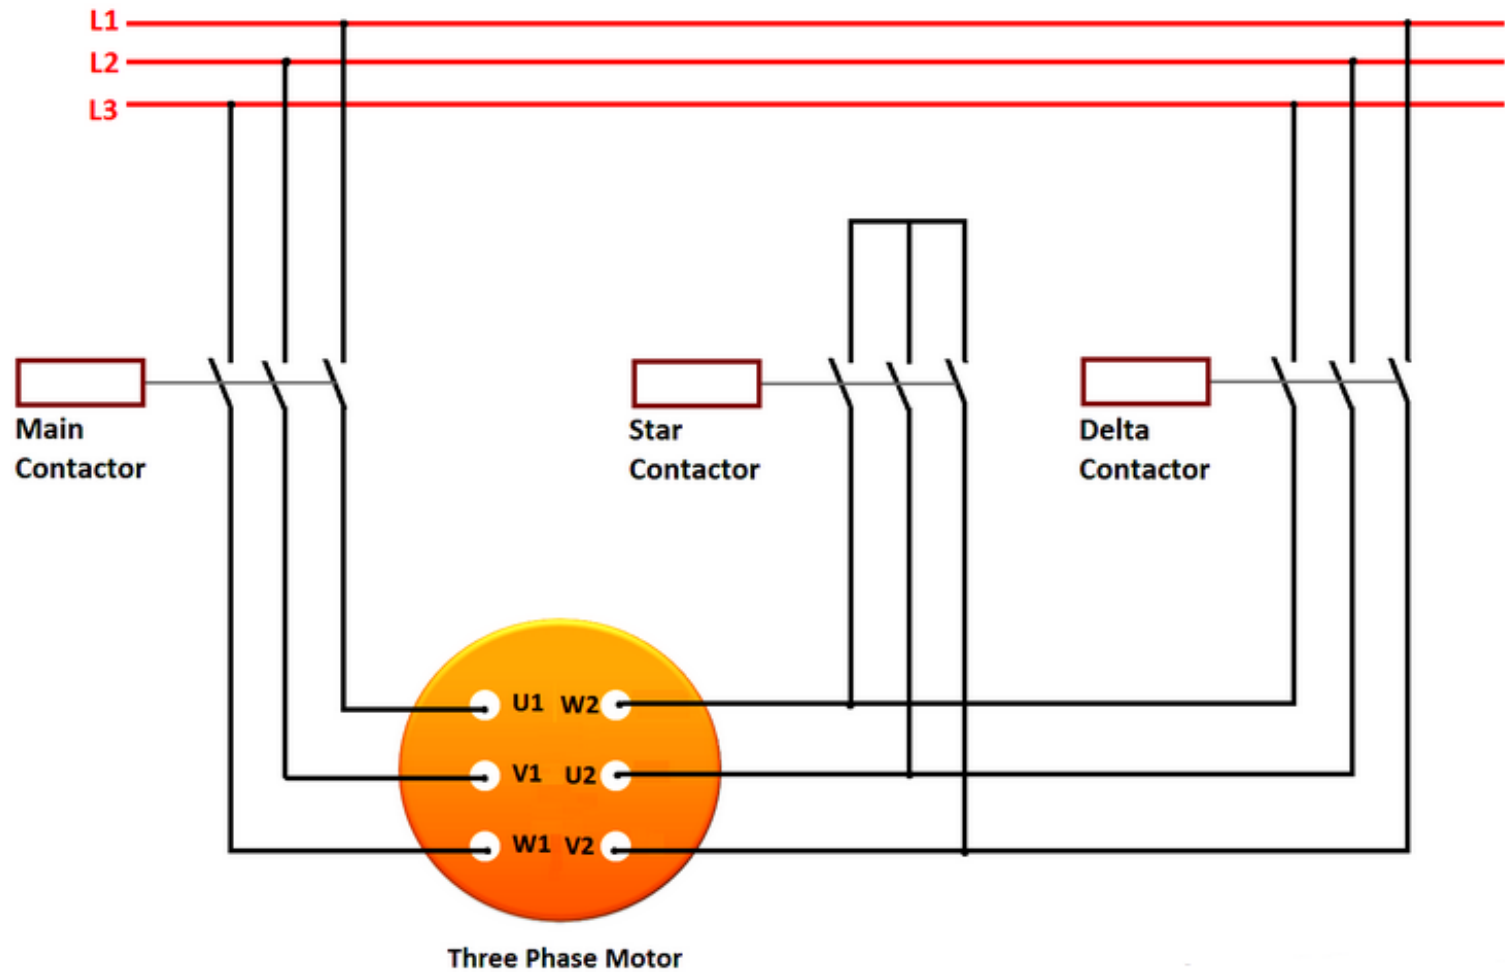 L1
L2
L3
Main
Contactor
Star
Contactor
Delta
Contactor
U1 W2
V1 U2
W1 V2
Three Phase Motor